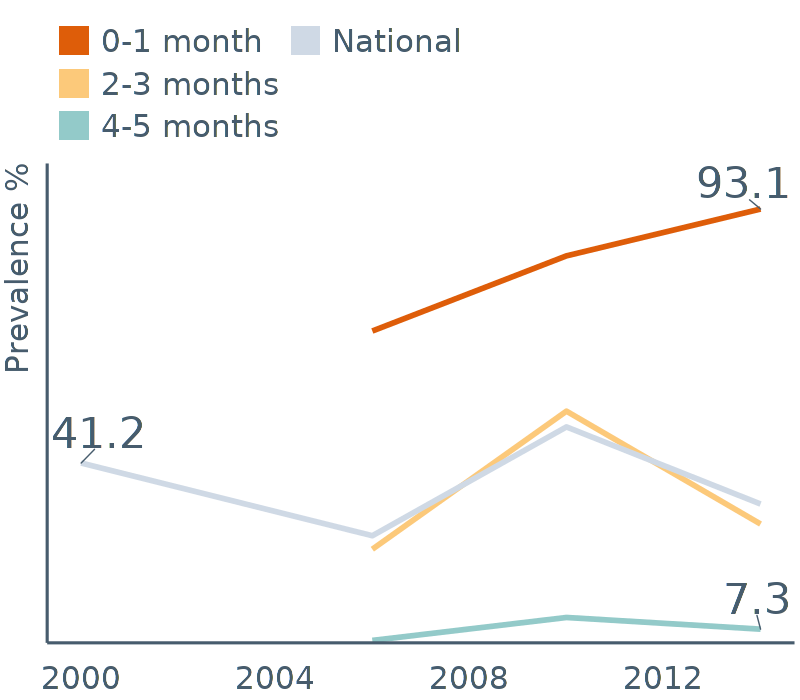 0-1 month
National
2-3 months
4-5 months
Prevalence %
93.1
41.2
7.3
2000 2004 2008 2012